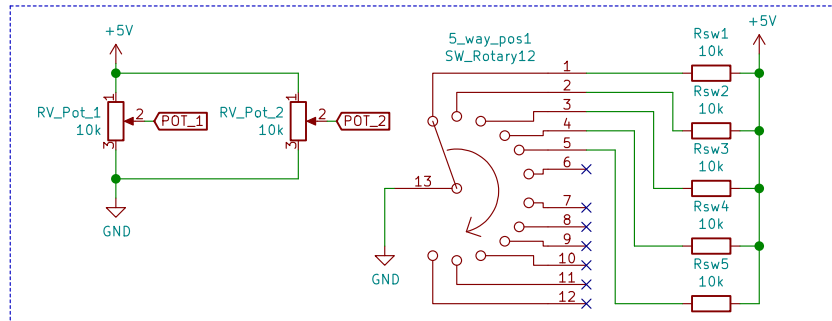 +5V
RV_Pot_1
10k
1
2
3
POT_1
RV_Pot_2
10k
1
2
3
POT_2
GND
5_way_pos1
SW_Rotary12
1
2
3
4
5
6
7
8
9
10
11
12
13
GND
+5V
Rsw1
10k
Rsw2
10k
Rsw3
10k
Rsw4
10k
Rsw5
10k